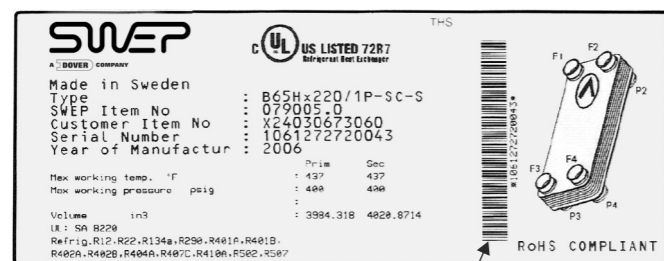 THS
SWEP
A DOVER COMPANY
C UL US LISTED 72R7
Refrigerant Heat Exchanger
Made in Sweden
Type : B65Hx220/1P-SC-S
SWEP Item No : 079005.0
Customer Item No : X24030673060
Serial Number : 1061272720043
Year of Manufactur : 2006
Prim Sec
Max working temp. °F : 437 437
Max working pressure psig : 400 400
:
Volume in3 : 3984.318 4020.8714
UL: SA 8220
Refrig.R12,R22,R134a,R290,R401A,R401B,
R402A,R402B,R404A,R407C,R410A,R502,R507
*1061272720043*
F1 F2
P2
F3 F4
P3 P4
RoHS COMPLIANT